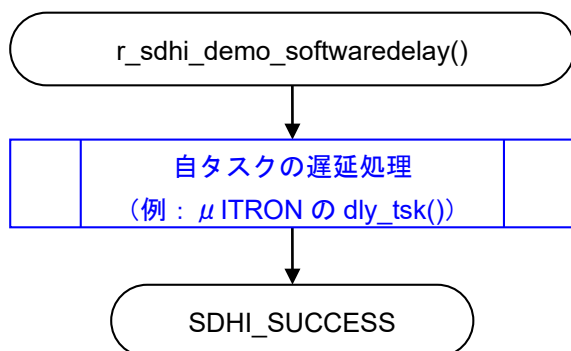 r_sdhi_demo_softwaredelay()
自タスクの遅延処理
（例：μITRON の dly_tsk()）
SDHI_SUCCESS